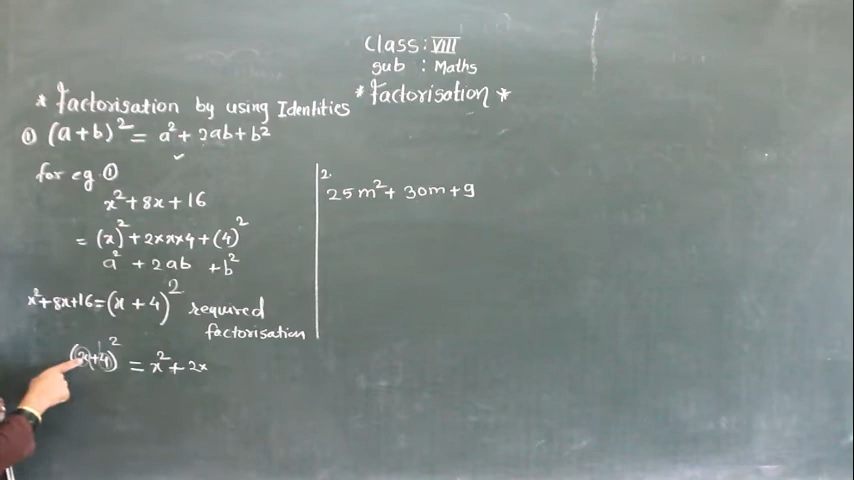 Class: VIII
Sub : Maths
* Factorisation *
* Factorisation by using Identities
① (a+b)² = a² + 2ab + b²
for eg ①
x² + 8x + 16
= (x)² + 2×x×4 + (4)²
a² + 2ab + b²
x² + 8x + 16 = (x + 4)² required
factorisation
(x+4)² = x² + 2×
2.
25m² + 30m + 9